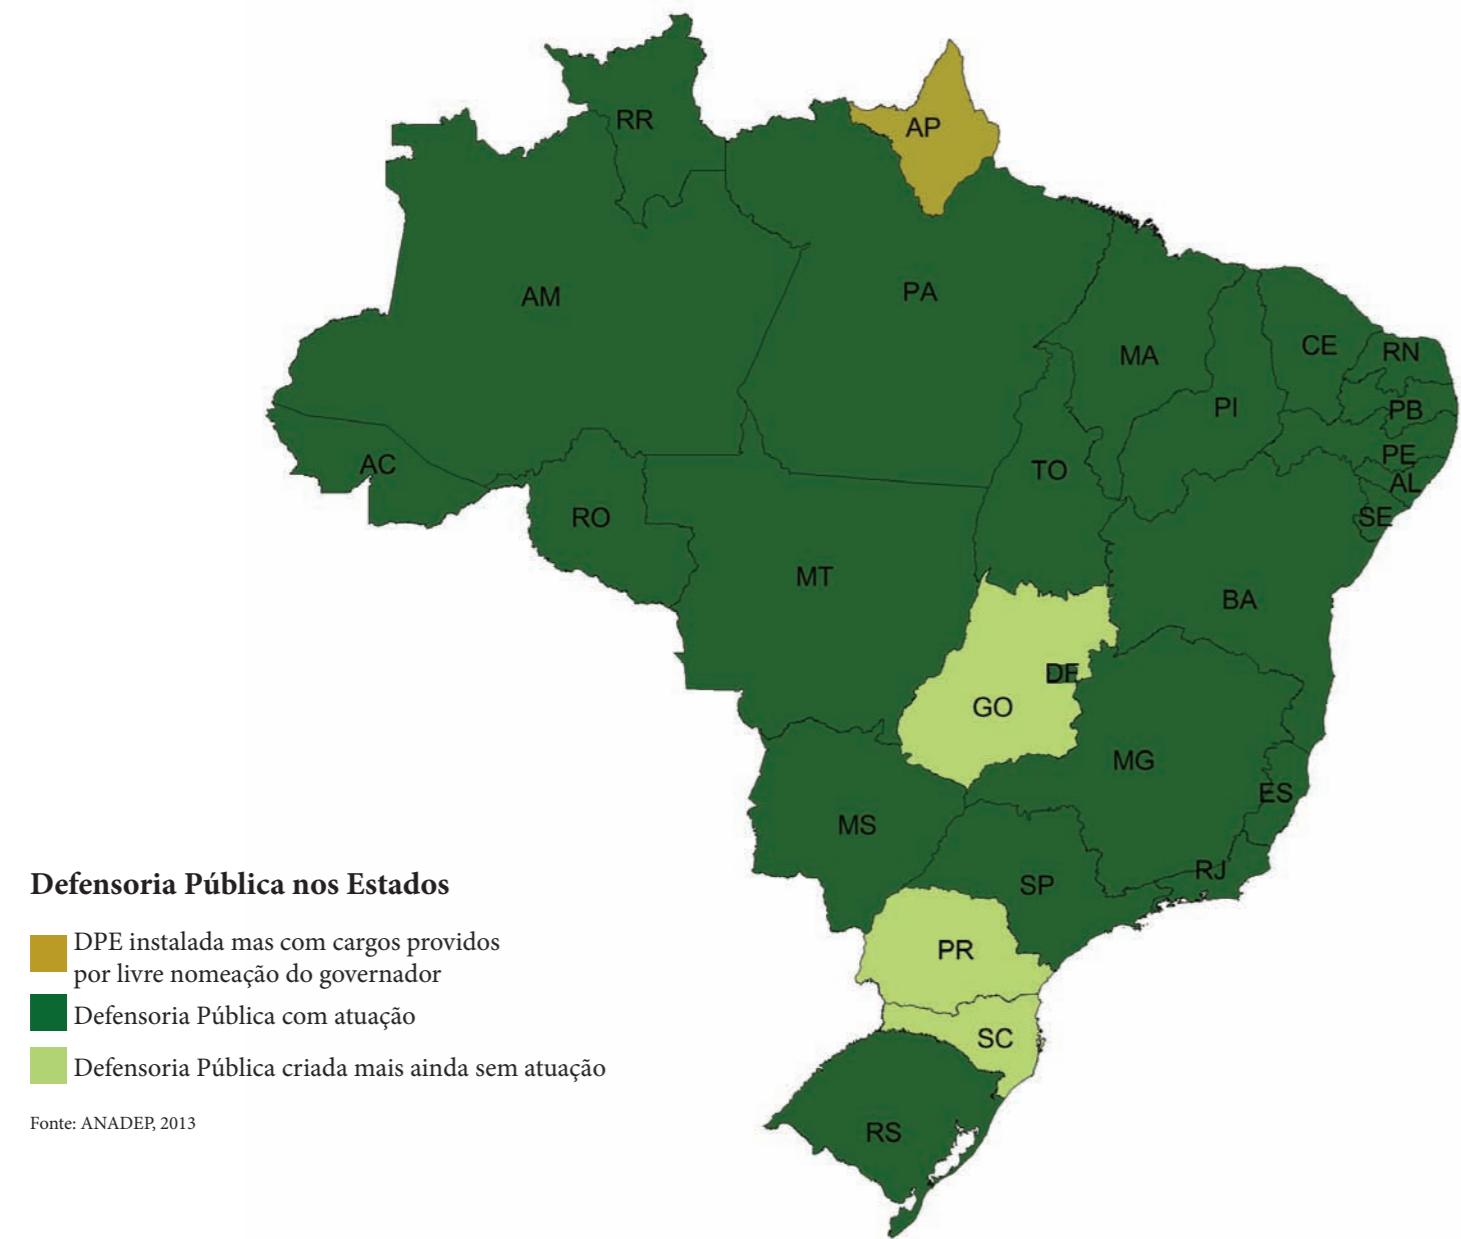 RR
AP
AM
PA
MA
CE
RN
PI
PB
PE
AC
TO
AL
RO
SE
MT
BA
DF
GO
MG
ES
MS
RJ
SP
PR
SC
RS
Defensoria Pública nos Estados
DPE instalada mas com cargos providos
por livre nomeação do governador
Defensoria Pública com atuação
Defensoria Pública criada mais ainda sem atuação
Fonte: ANADEP, 2013